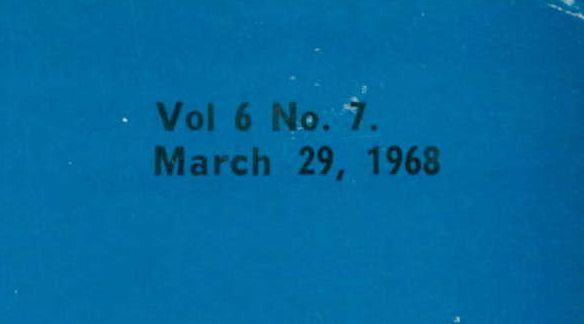 Vol 6 No. 7.
March 29, 1968